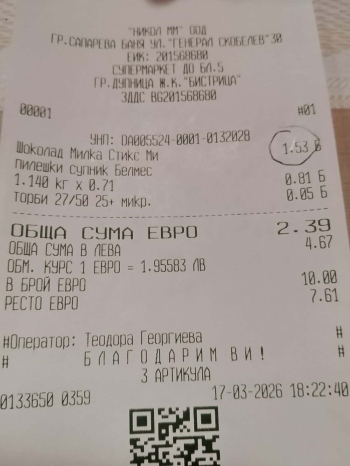 "НИКОЛ ММ" ООД
ГР.САПАРЕВА БАНЯ УЛ."ГЕНЕРАЛ СКОБЕЛЕВ"30
ЕИК: 201568680
СУПЕРМАРКЕТ ДО БЛ.5
ГР.ДУПНИЦА Ж.К."БИСТРИЦА"
ЗДДС BG201568680
00001 #01
УНП: DA005524-0001-0132028
Шоколад Милка Стикс Ми 1.53 Б
Пилешки супник Белмес
1.140 кг x 0.71 0.81 Б
Торби 27/50 25+ микр. 0.05 Б
ОБЩА СУМА ЕВРО 2.39
ОБЩА СУМА В ЛЕВА 4.67
ОБМ. КУРС 1 ЕВРО = 1.95583 ЛВ
В БРОЙ ЕВРО 10.00
РЕСТО ЕВРО 7.61
#Оператор: Теодора Георгиева #
# Б Л А Г О Д А Р И М В И ! #
3 АРТИКУЛА
0133650 0359 17-03-2026 18:22:40